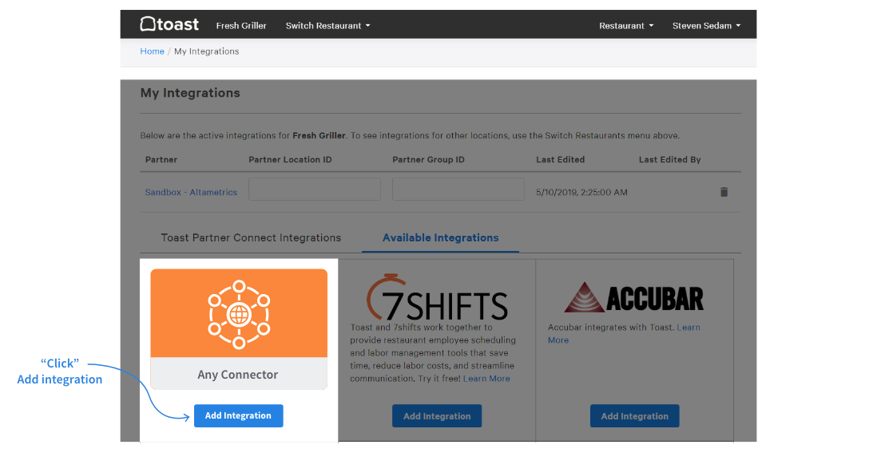 toast Fresh Griller Switch Restaurant Restaurant Steven Sedam
Home / My Integrations
My Integrations
Below are the active integrations for Fresh Griller. To see integrations for other locations, use the Switch Restaurants menu above.
Partner Partner Location ID Partner Group ID Last Edited Last Edited By
Sandbox - Altametrics 5/10/2019, 2:25:00 AM
Toast Partner Connect Integrations Available Integrations
Any Connector
Add Integration
7SHIFTS
Toast and 7shifts work together to
provide restaurant employee scheduling
and labor management tools that save
time, reduce labor costs, and streamline
communication. Try it free! Learn More
Add Integration
ACCUBAR
Accubar integrates with Toast. Learn
More
Add Integration
“Click”
Add integration